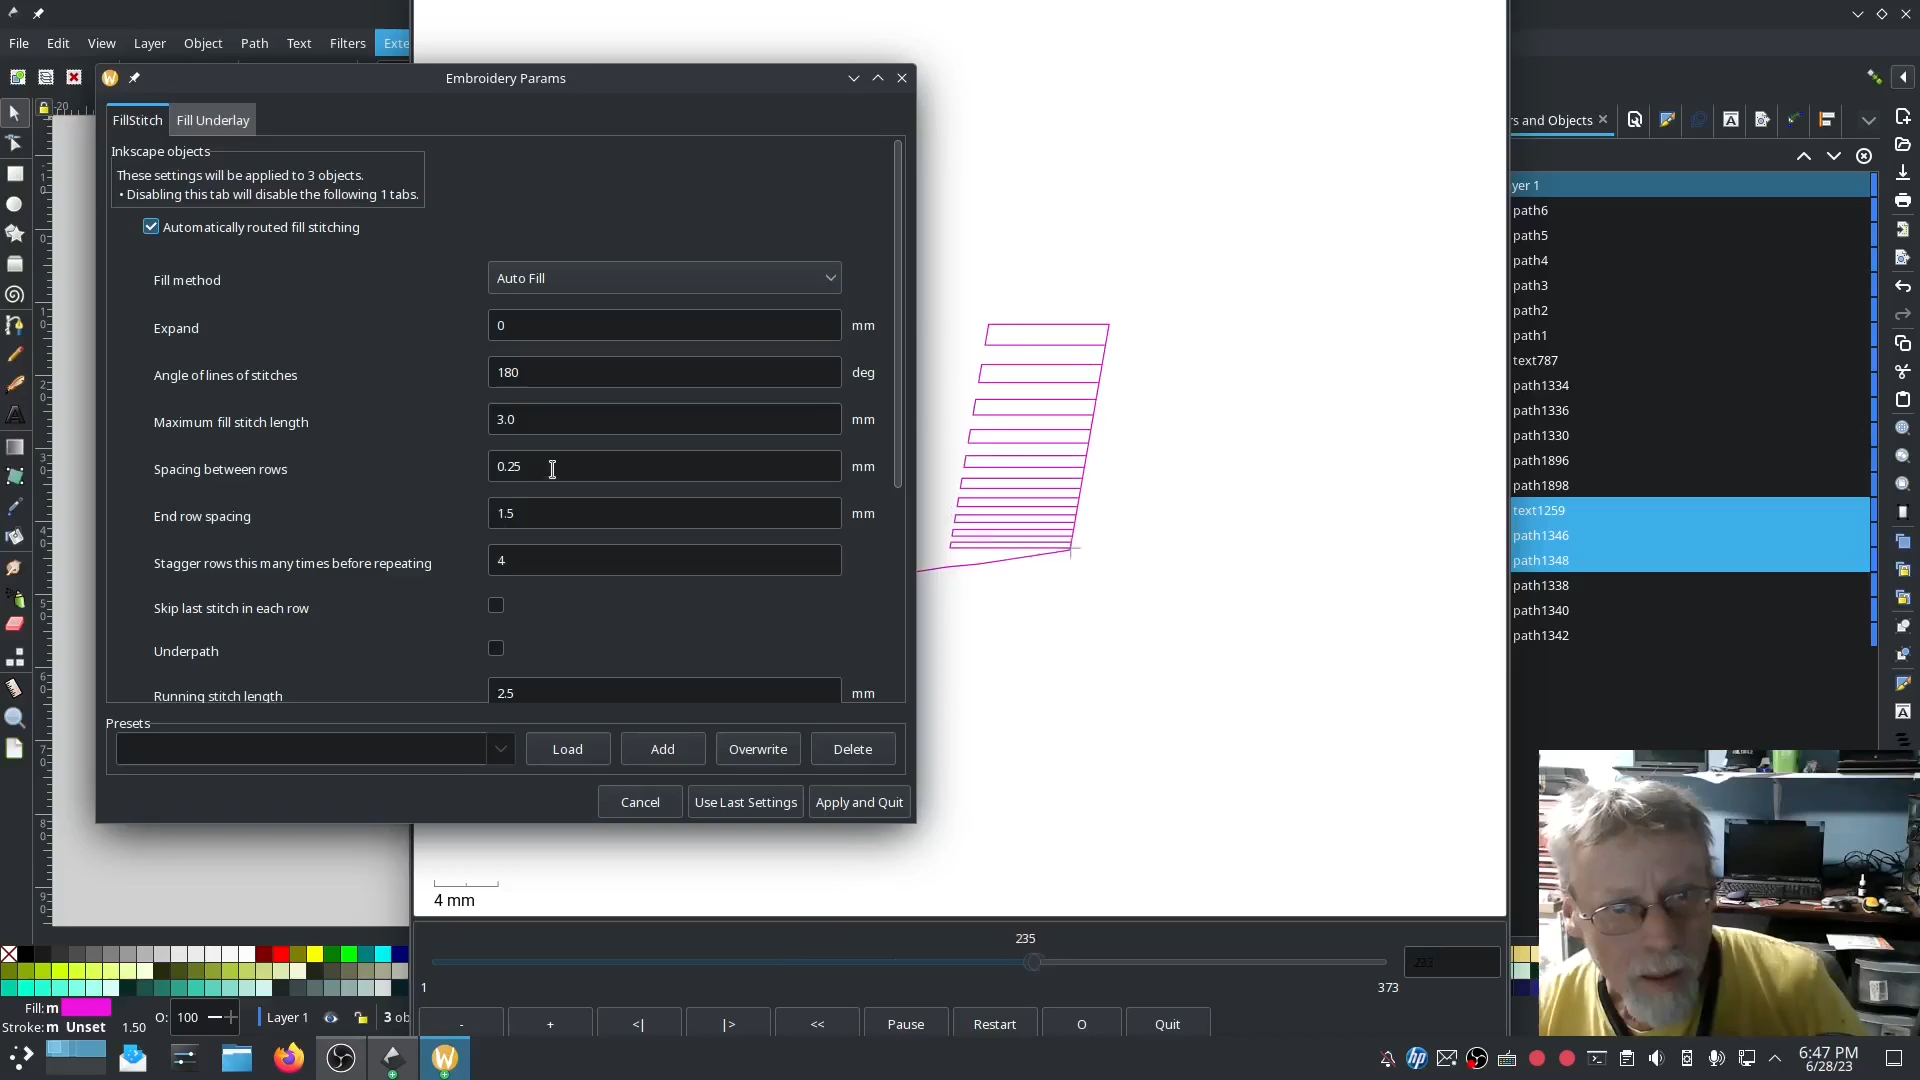 File Edit View Layer Object Path Text Filters Exte
Embroidery Params
FillStitch Fill Underlay
Inkscape objects
These settings will be applied to 3 objects.
• Disabling this tab will disable the following 1 tabs.
Automatically routed fill stitching
Fill method Auto Fill
Expand 0 mm
Angle of lines of stitches 180 deg
Maximum fill stitch length 3.0 mm
Spacing between rows 0.25 mm
End row spacing 1.5 mm
Stagger rows this many times before repeating 4
Skip last stitch in each row
Underpath
Running stitch length 2.5 mm
Presets
Load Add Overwrite Delete
Cancel Use Last Settings Apply and Quit
4 mm
235
1 373
- + <| |> << Pause Restart O Quit
rs and Objects
yer 1
path6
path5
path4
path3
path2
path1
text787
path1334
path1336
path1330
path1896
path1898
text1259
path1346
path1348
path1338
path1340
path1342
Fill: m
Stroke: m Unset 1.50
O: 100
Layer 1
3 ob
6:47 PM
6/28/23